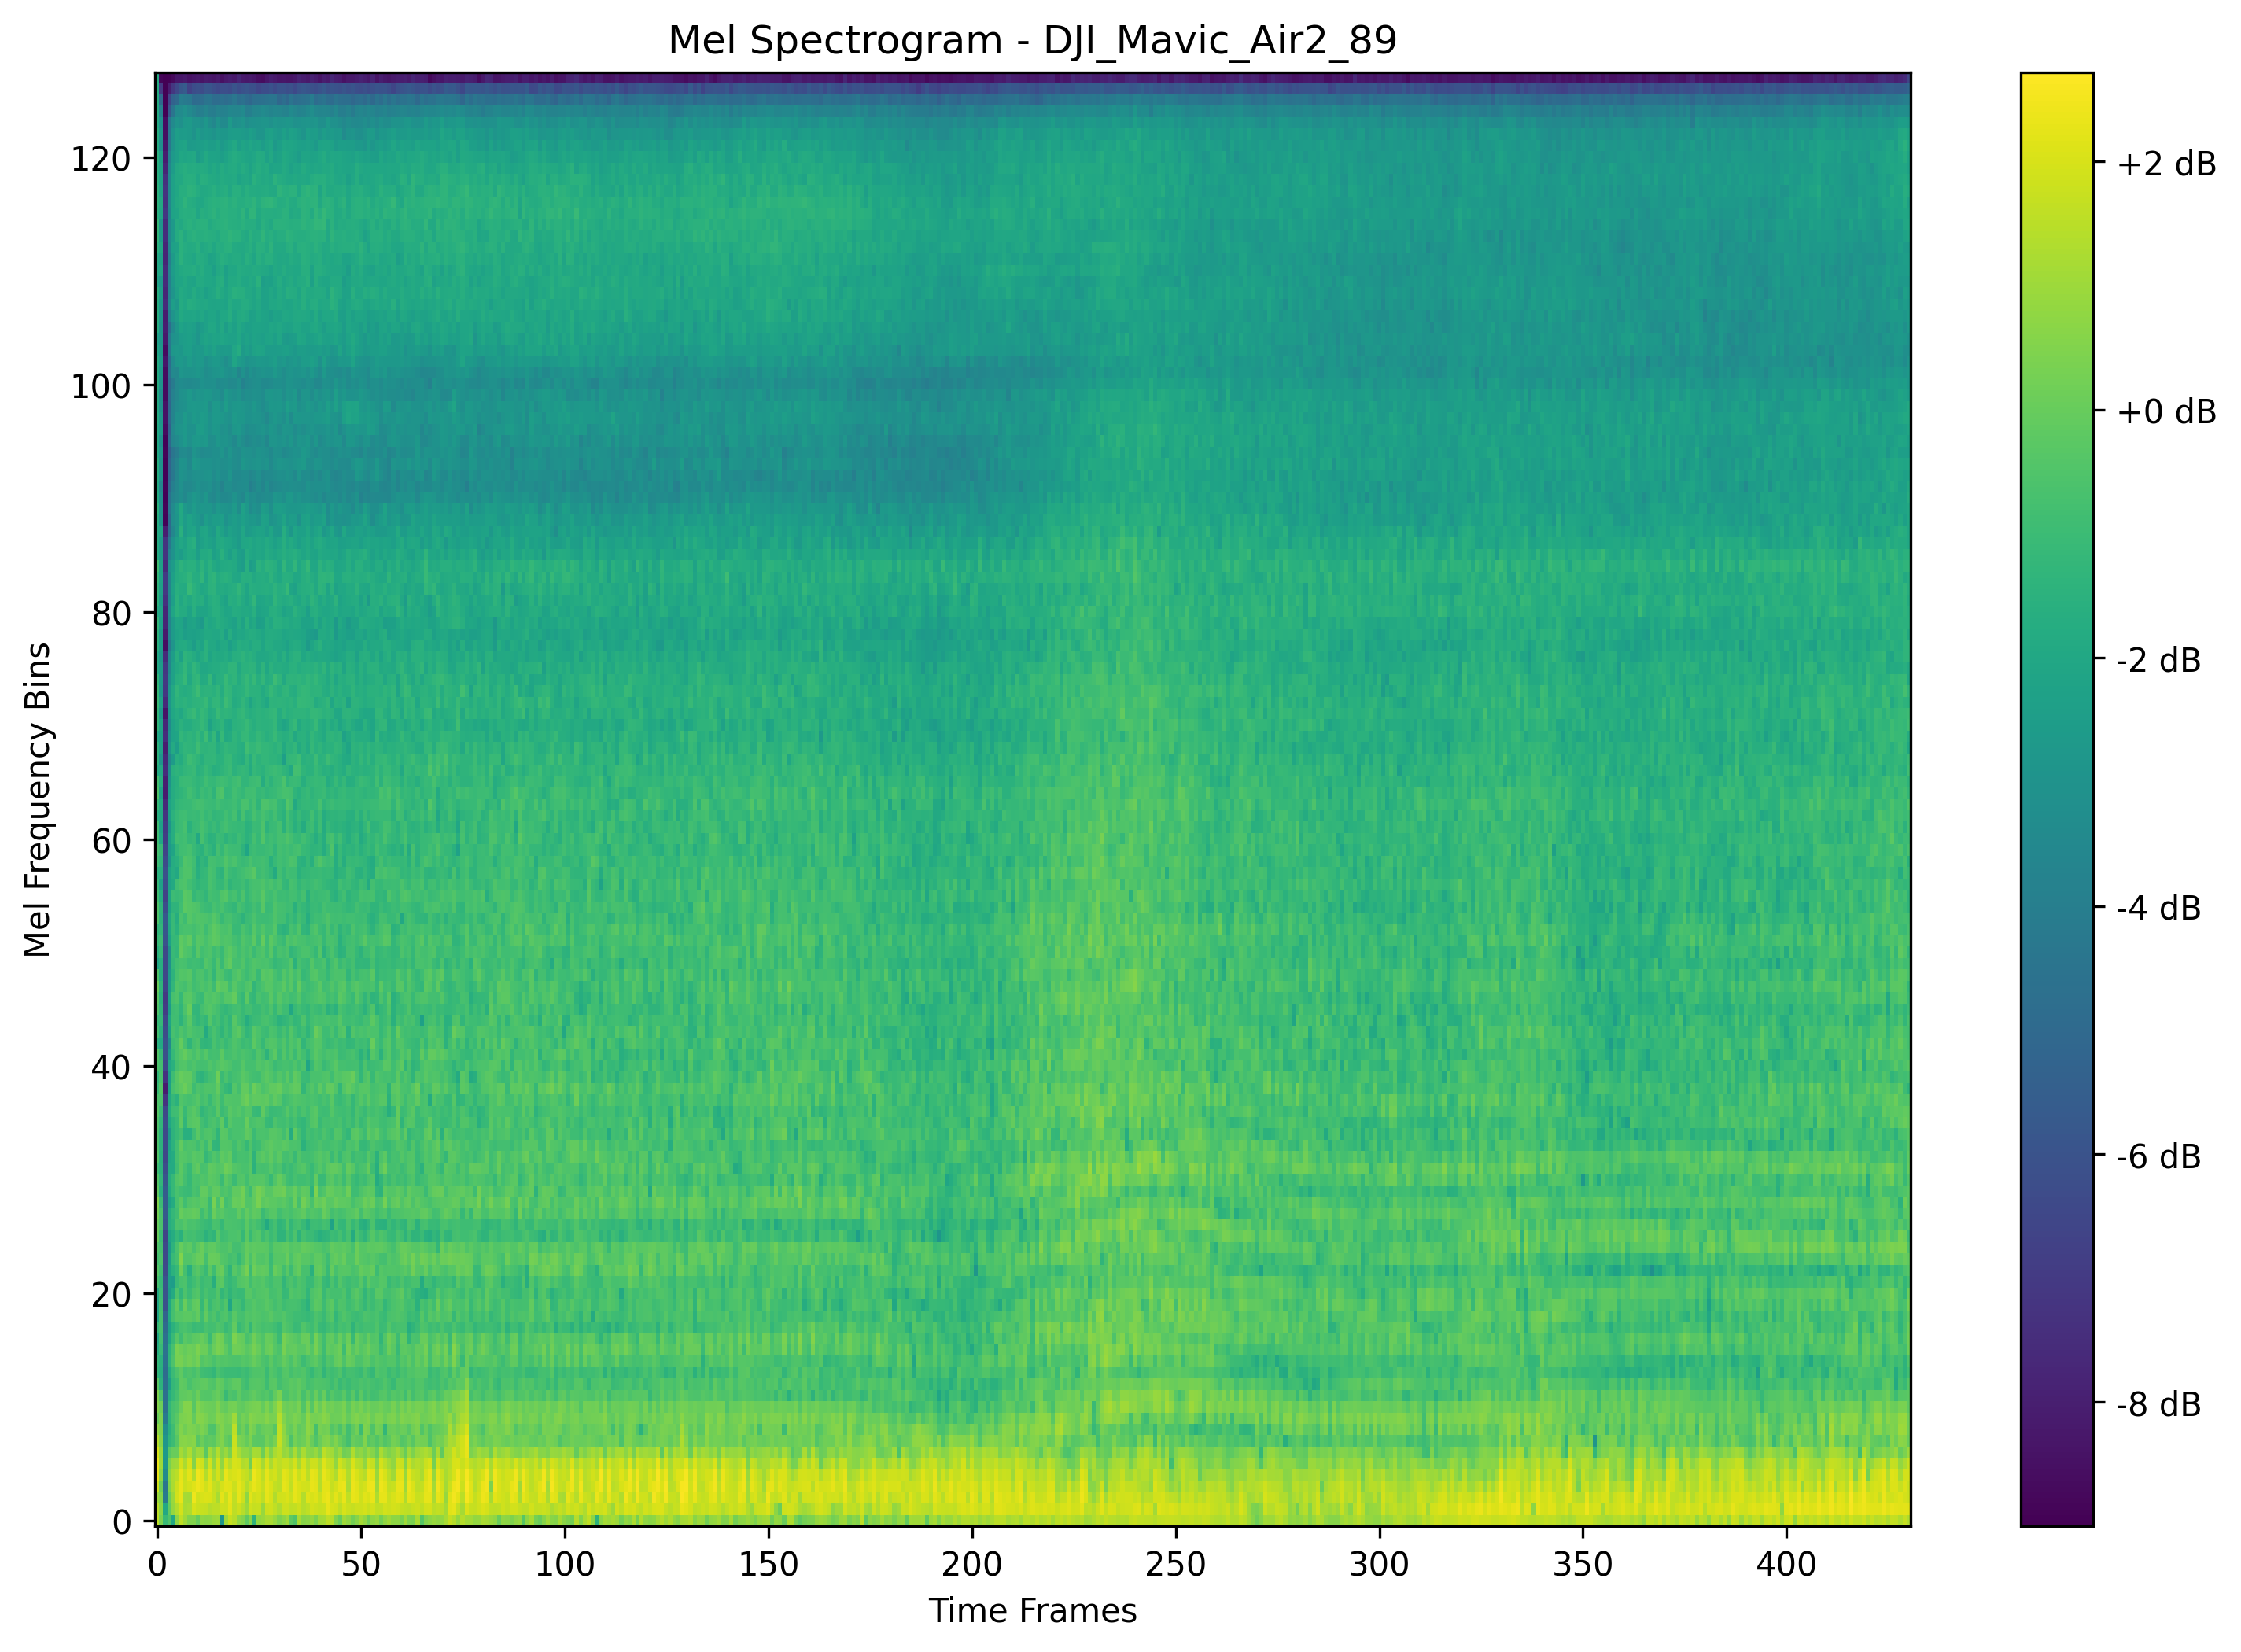 Mel Spectrogram - DJI_Mavic_Air2_89
Mel Frequency Bins
120
100
80
60
40
20
0
0 50 100 150 200 250 300 350 400
Time Frames
+2 dB
+0 dB
-2 dB
-4 dB
-6 dB
-8 dB